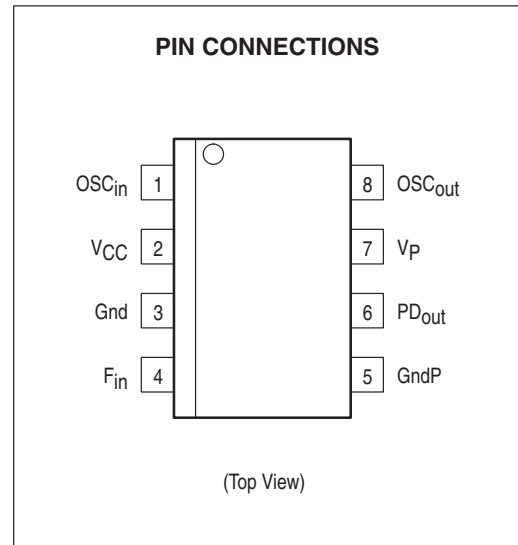 PIN CONNECTIONS
OSCin 1 8 OSCout
VCC 2 7 VP
Gnd 3 6 PDout
Fin 4 5 GndP
(Top View)